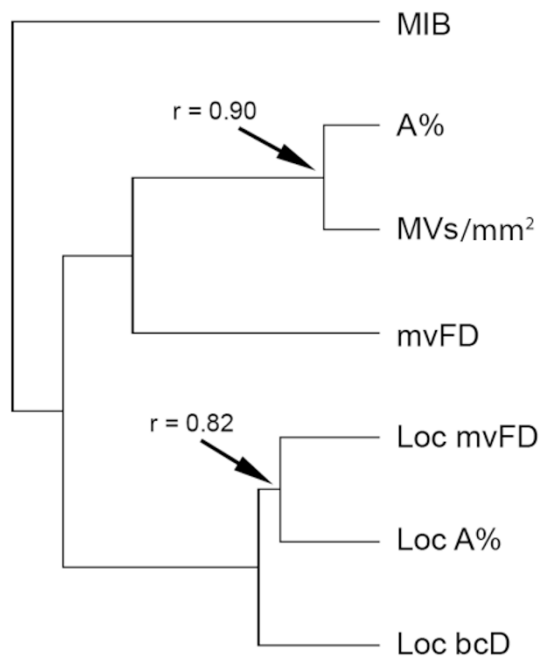 MIB
r = 0.90
A%
MVs/mm²
mvFD
r = 0.82
Loc mvFD
Loc A%
Loc bcD